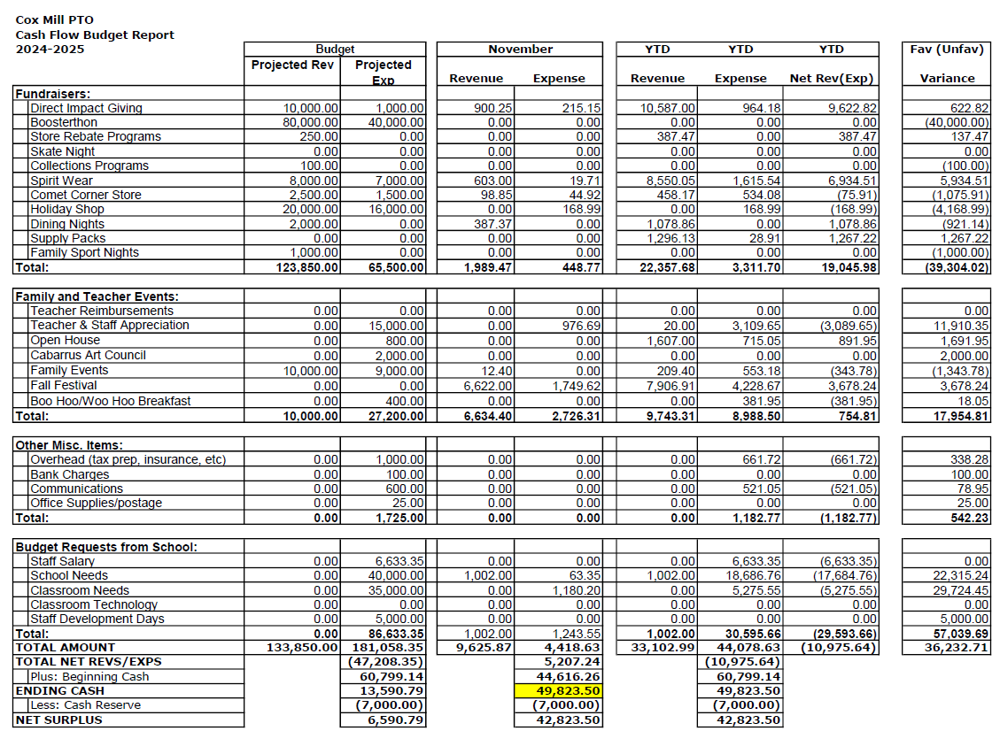 Cox Mill PTO
Cash Flow Budget Report
2024-2025 Budget November YTD YTD YTD Fav (Unfav)
Projected Rev Projected Exp Revenue Expense Revenue Expense Net Rev(Exp) Variance
Fundraisers:
Direct Impact Giving 10,000.00 1,000.00 900.25 215.15 10,587.00 964.18 9,622.82 622.82
Boosterthon 80,000.00 40,000.00 0.00 0.00 0.00 0.00 0.00 (40,000.00)
Store Rebate Programs 250.00 0.00 0.00 0.00 387.47 0.00 387.47 137.47
Skate Night 0.00 0.00 0.00 0.00 0.00 0.00 0.00 0.00
Collections Programs 100.00 0.00 0.00 0.00 0.00 0.00 0.00 (100.00)
Spirit Wear 8,000.00 7,000.00 603.00 19.71 8,550.05 1,615.54 6,934.51 5,934.51
Comet Corner Store 2,500.00 1,500.00 98.85 44.92 458.17 534.08 (75.91) (1,075.91)
Holiday Shop 20,000.00 16,000.00 0.00 168.99 0.00 168.99 (168.99) (4,168.99)
Dining Nights 2,000.00 0.00 387.37 0.00 1,078.86 0.00 1,078.86 (921.14)
Supply Packs 0.00 0.00 0.00 0.00 1,296.13 28.91 1,267.22 1,267.22
Family Sport Nights 1,000.00 0.00 0.00 0.00 0.00 0.00 0.00 (1,000.00)
Total: 123,850.00 65,500.00 1,989.47 448.77 22,357.68 3,311.70 19,045.98 (39,304.02)
Family and Teacher Events:
Teacher Reimbursements 0.00 0.00 0.00 0.00 0.00 0.00 0.00 0.00
Teacher & Staff Appreciation 0.00 15,000.00 0.00 976.69 20.00 3,109.65 (3,089.65) 11,910.35
Open House 0.00 800.00 0.00 0.00 1,607.00 715.05 891.95 1,691.95
Cabarrus Art Council 0.00 2,000.00 0.00 0.00 0.00 0.00 0.00 2,000.00
Family Events 10,000.00 9,000.00 12.40 0.00 209.40 553.18 (343.78) (1,343.78)
Fall Festival 0.00 0.00 6,622.00 1,749.62 7,906.91 4,228.67 3,678.24 3,678.24
Boo Hoo/Woo Hoo Breakfast 0.00 400.00 0.00 0.00 0.00 381.95 (381.95) 18.05
Total: 10,000.00 27,200.00 6,634.40 2,726.31 9,743.31 8,988.50 754.81 17,954.81
Other Misc. Items:
Overhead (tax prep, insurance, etc) 0.00 1,000.00 0.00 0.00 0.00 661.72 (661.72) 338.28
Bank Charges 0.00 100.00 0.00 0.00 0.00 0.00 0.00 100.00
Communications 0.00 600.00 0.00 0.00 0.00 521.05 (521.05) 78.95
Office Supplies/postage 0.00 25.00 0.00 0.00 0.00 0.00 0.00 25.00
Total: 0.00 1,725.00 0.00 0.00 0.00 1,182.77 (1,182.77) 542.23
Budget Requests from School:
Staff Salary 0.00 6,633.35 0.00 0.00 0.00 6,633.35 (6,633.35) 0.00
School Needs 0.00 40,000.00 1,002.00 63.35 1,002.00 18,686.76 (17,684.76) 22,315.24
Classroom Needs 0.00 35,000.00 0.00 1,180.20 0.00 5,275.55 (5,275.55) 29,724.45
Classroom Technology 0.00 0.00 0.00 0.00 0.00 0.00 0.00 0.00
Staff Development Days 0.00 5,000.00 0.00 0.00 0.00 0.00 0.00 5,000.00
Total: 0.00 86,633.35 1,002.00 1,243.55 1,002.00 30,595.66 (29,593.66) 57,039.69
TOTAL AMOUNT 133,850.00 181,058.35 9,625.87 4,418.63 33,102.99 44,078.63 (10,975.64) 36,232.71
TOTAL NET REVS/EXPS (47,208.35) 5,207.24 (10,975.64)
Plus: Beginning Cash 60,799.14 44,616.26 60,799.14
ENDING CASH 13,590.79 49,823.50 49,823.50
Less: Cash Reserve (7,000.00) (7,000.00) (7,000.00)
NET SURPLUS 6,590.79 42,823.50 42,823.50